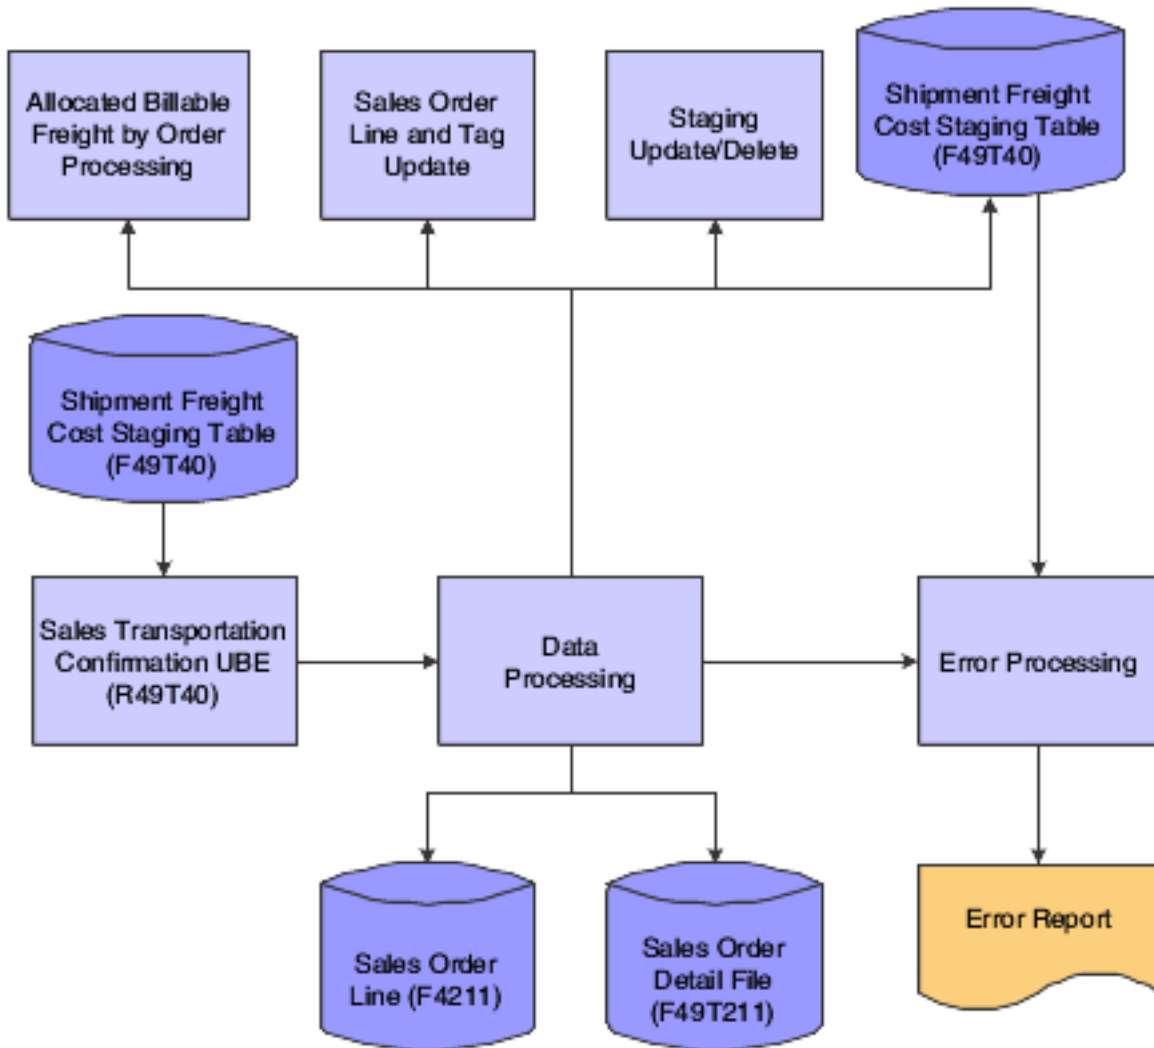 Allocated Billable
Freight by Order
Processing
Sales Order
Line and Tag
Update
Staging
Update/Delete
Shipment Freight
Cost Staging Table
(F49T40)
Shipment Freight
Cost Staging Table
(F49T40)
Sales Transportation
Confirmation UBE
(R49T40)
Data
Processing
Error Processing
Sales Order
Line (F4211)
Sales Order
Detail File
(F49T211)
Error Report